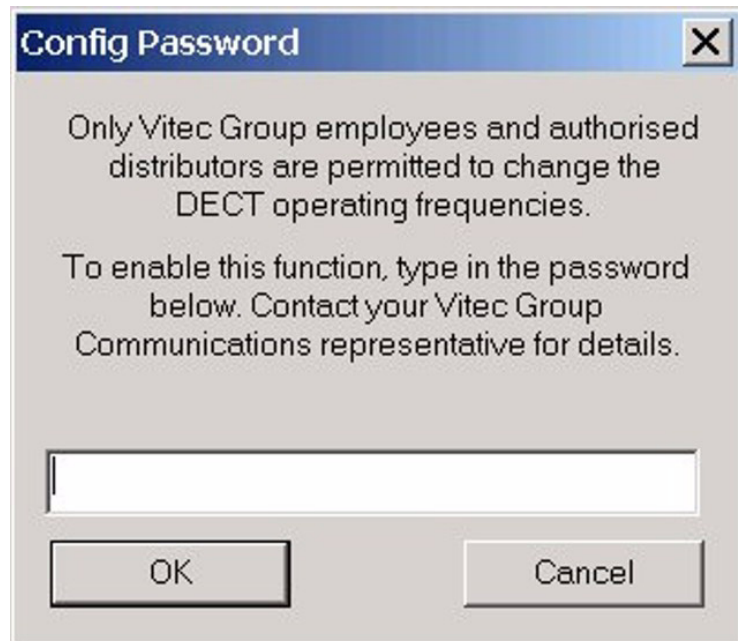 Config Password
Only Vitec Group employees and authorised
distributors are permitted to change the
DECT operating frequencies.
To enable this function, type in the password
below. Contact your Vitec Group
Communications representative for details.
OK
Cancel